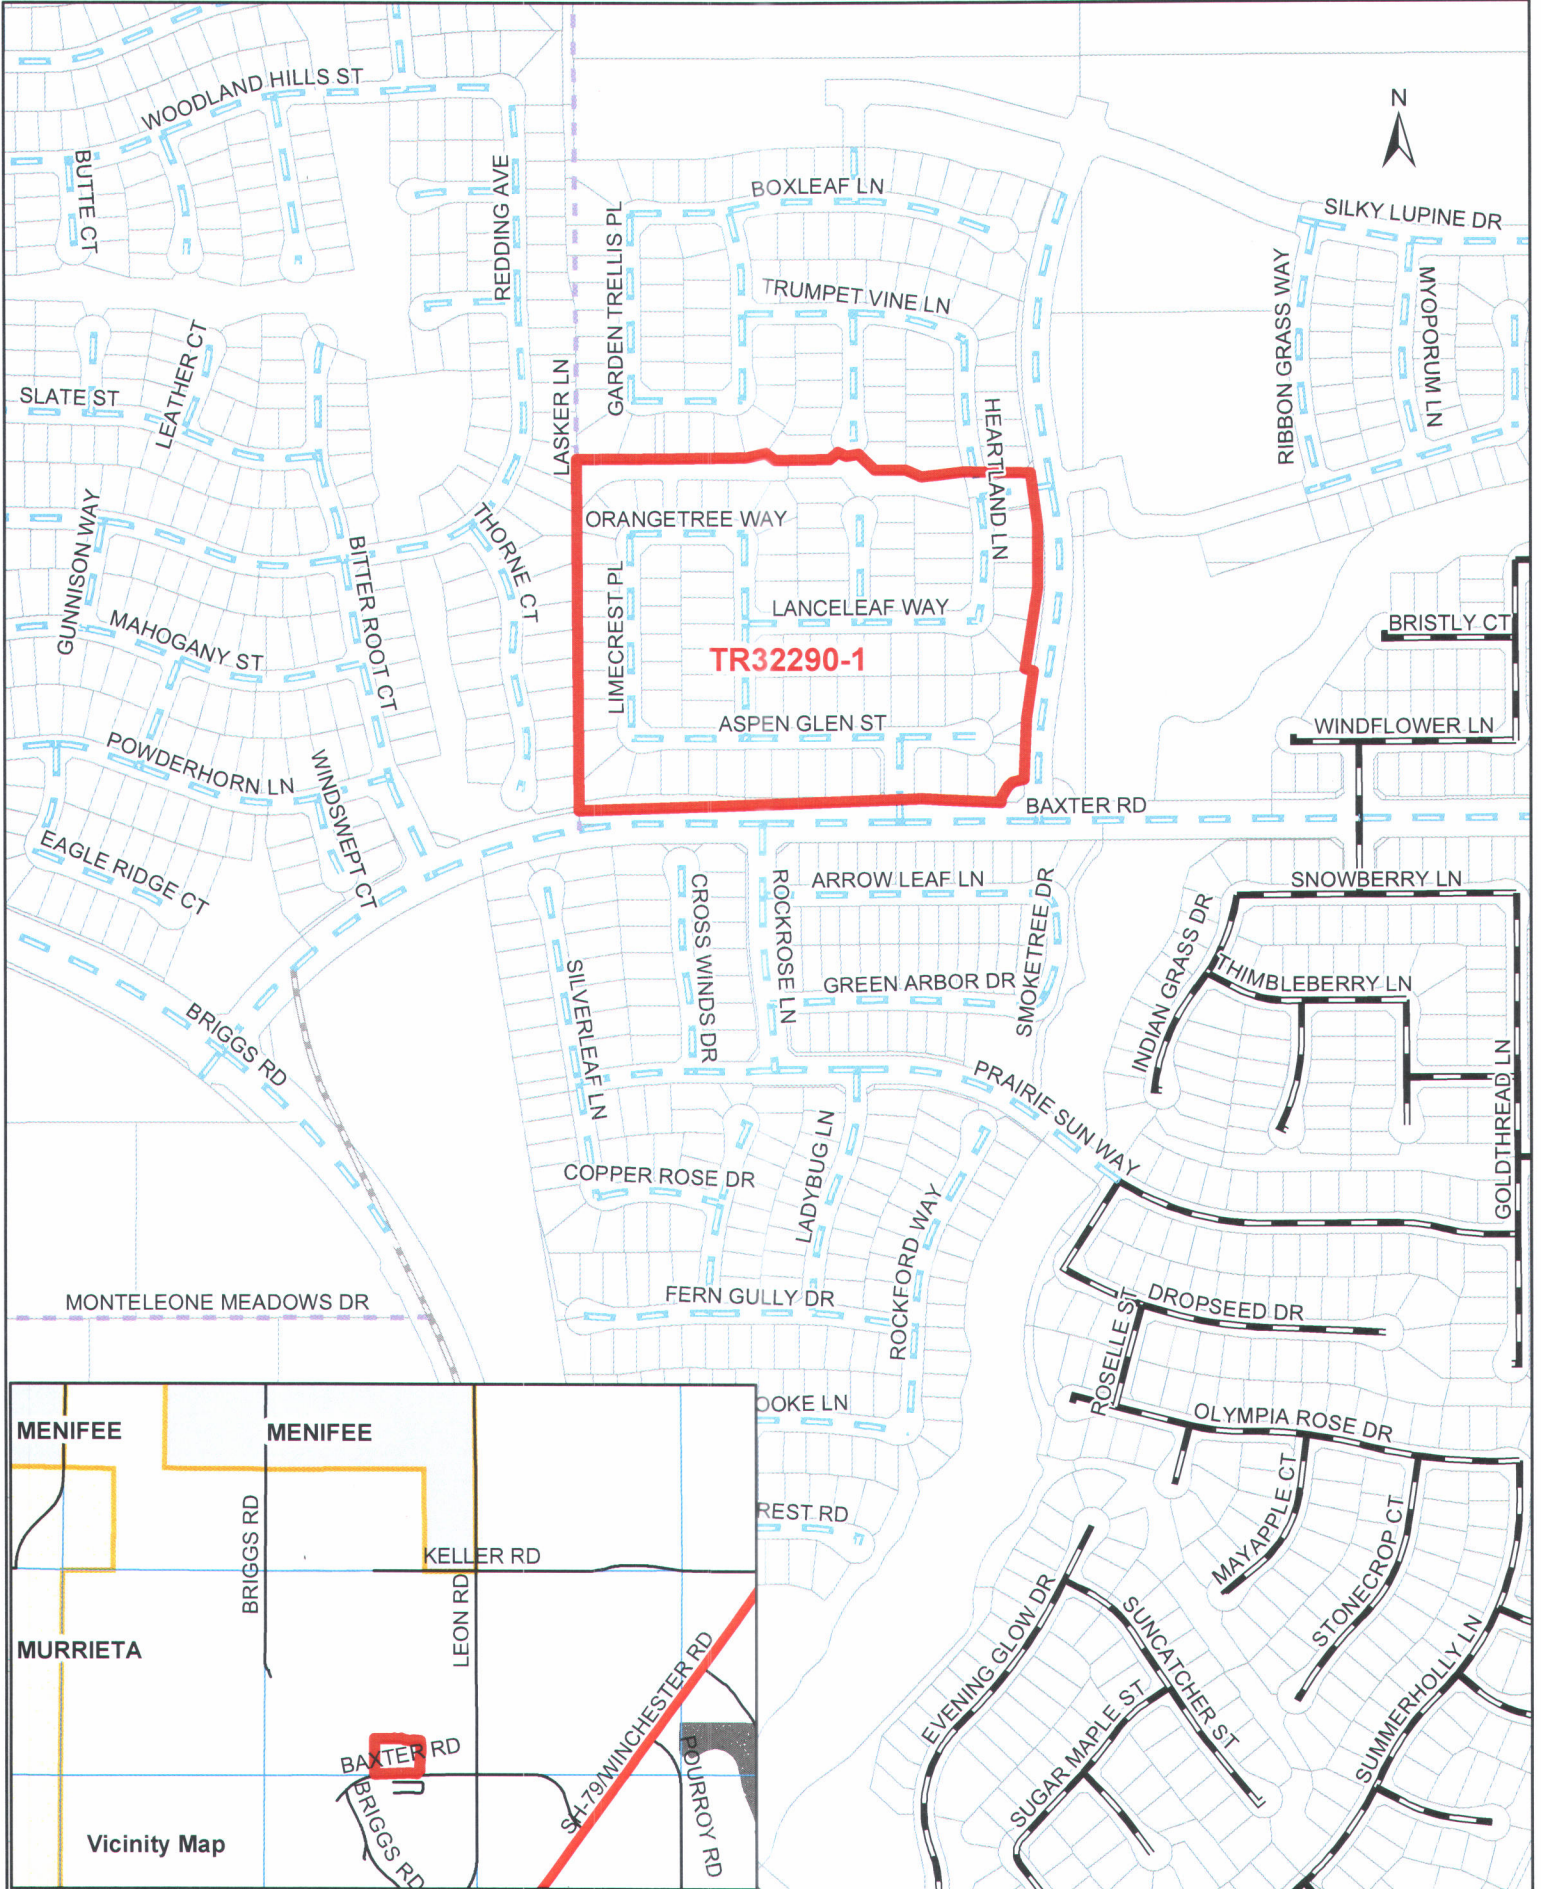 WOODLAND HILLS ST
N
BUTTE CT
REDDING AVE
BOXLEAF LN
SILKY LUPINE DR
GARDEN TRELLIS PL
TRUMPET VINE LN
RIBBON GRASS WAY
MYOPORUM LN
LEATHER CT
SLATE ST
LASKER LN
HEARTLAND LN
GUNNISON WAY
THORNE CT
ORANGETREE WAY
BITTER ROOT CT
LIMECREST PL
LANCELEAF WAY
BRISTLY CT
MAHOGANY ST
TR32290-1
ASPEN GLEN ST
WINDFLOWER LN
POWDERHORN LN
WINDSWEPT CT
BAXTER RD
EAGLE RIDGE CT
CROSS WINDS DR
ROCKROSE LN
ARROW LEAF LN
SMOKETREE DR
SNOWBERRY LN
INDIAN GRASS DR
THIMBLEBERRY LN
SILVERLEAF LN
GREEN ARBOR DR
BRIGGS RD
PRAIRIE SUN WAY
GOLDTHREAD LN
COPPER ROSE DR
LADYBUG LN
ROCKFORD WAY
MONTELEONE MEADOWS DR
FERN GULLY DR
DROPSEED DR
ROSELLE ST
OOKE LN
OLYMPIA ROSE DR
REST RD
MAYAPPLE CT
STONECROP CT
EVENING GLOW DR
SUNCATCHER ST
SUGAR MAPLE ST
SUMMERHOLLY LN
MENIFEE
MENIFEE
BRIGGS RD
KELLER RD
LEON RD
MURRIETA
SH-79/WINCHESTER RD
BAXTER RD
POURROY RD
BRIGGS RD
Vicinity Map